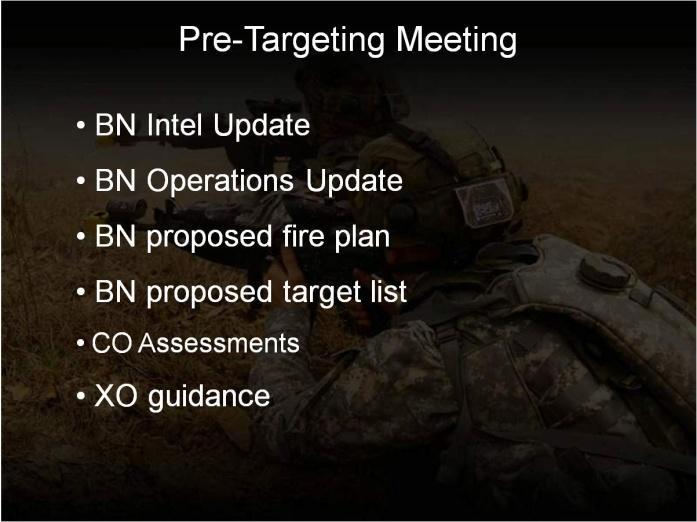 Pre-Targeting Meeting
• BN Intel Update
• BN Operations Update
• BN proposed fire plan
• BN proposed target list
• CO Assessments
• XO guidance